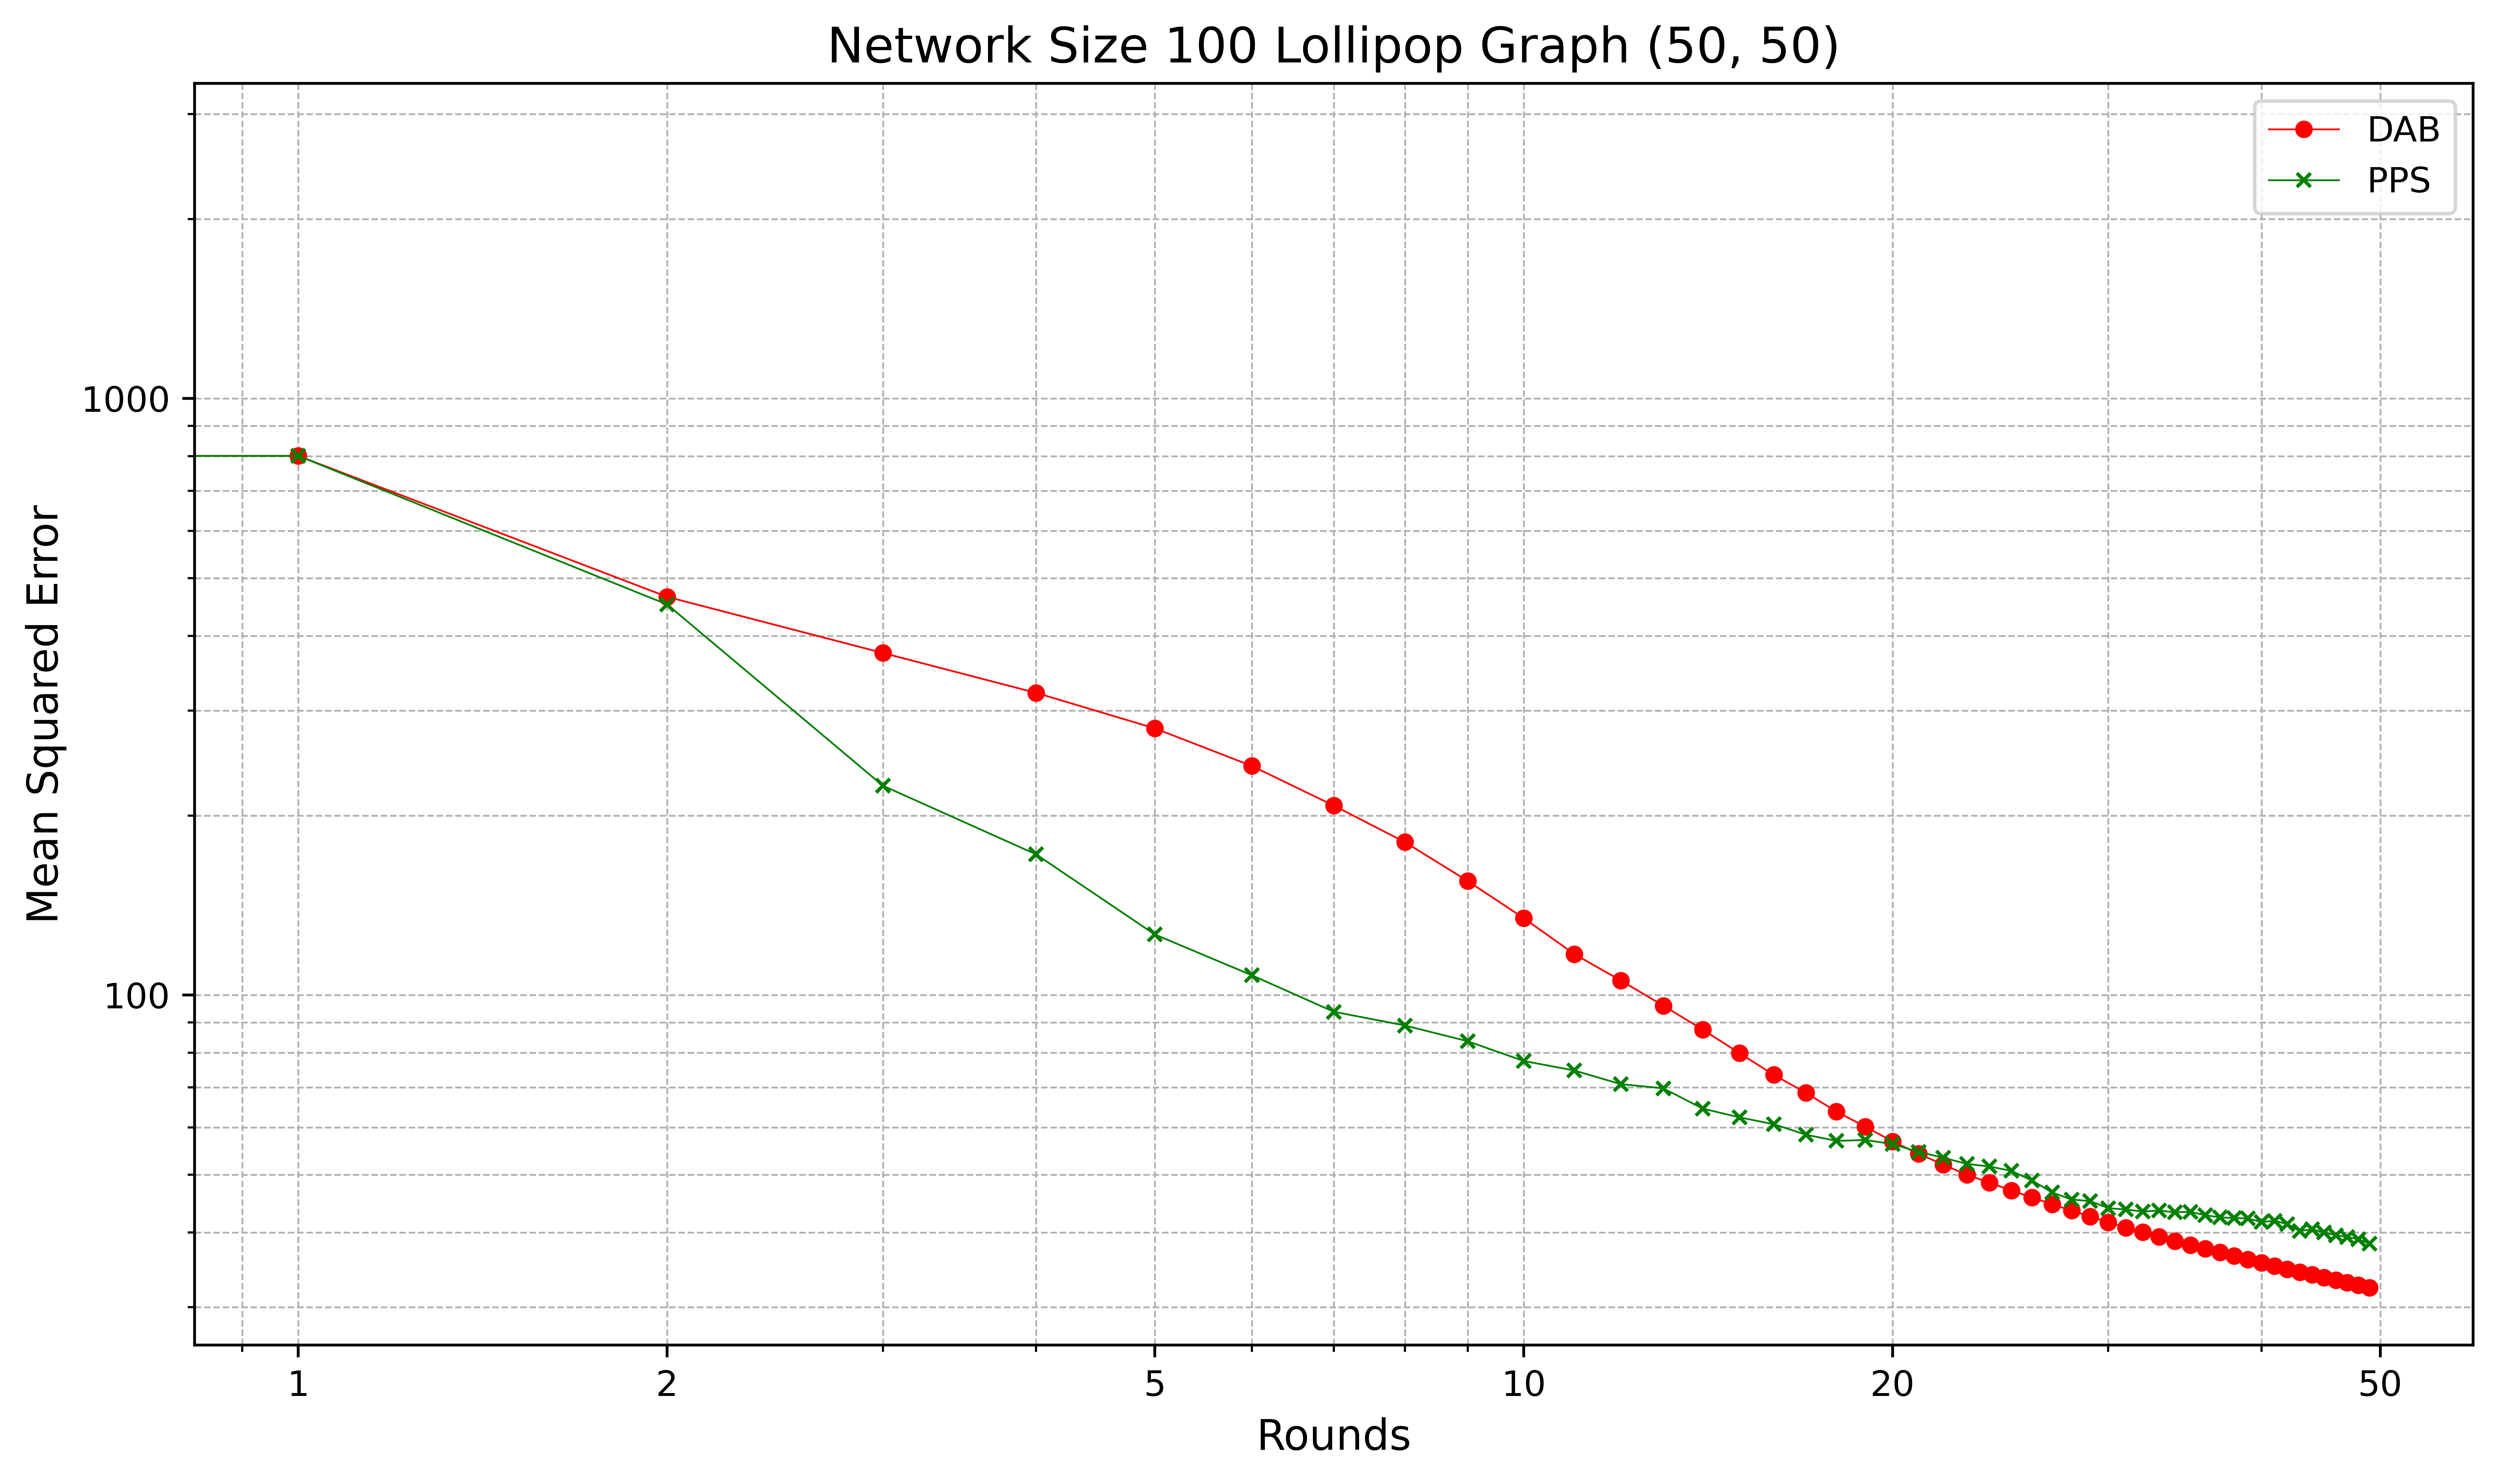 Network Size 100 Lollipop Graph (50, 50)
DAB
PPS
Mean Squared Error
1000
100
1 2 5 10 20 50
Rounds